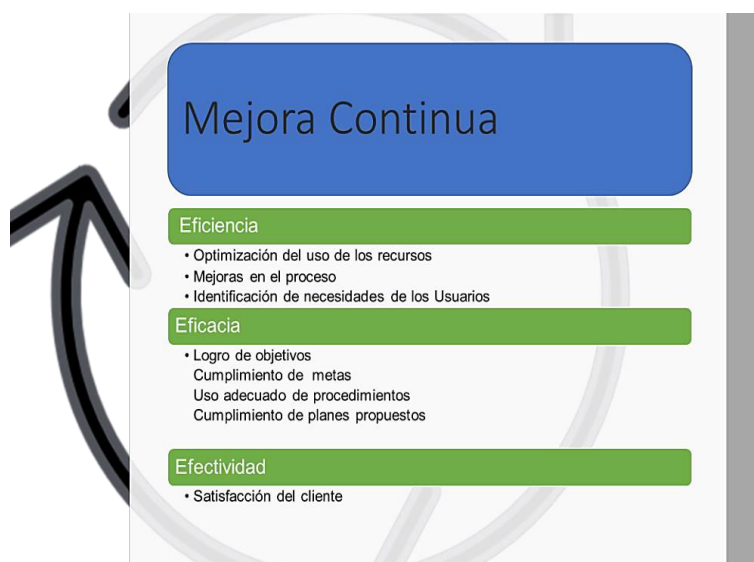 Mejora Continua
Eficiencia
• Optimización del uso de los recursos
• Mejoras en el proceso
• Identificación de necesidades de los Usuarios
Eficacia
• Logro de objetivos
Cumplimiento de metas
Uso adecuado de procedimientos
Cumplimiento de planes propuestos
Efectividad
• Satisfacción del cliente